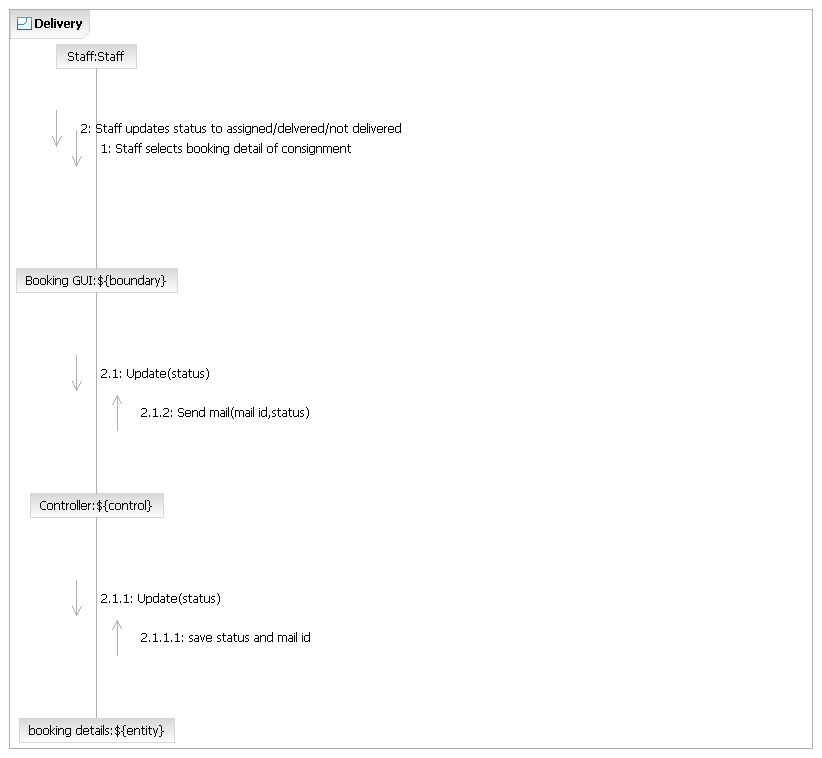 Delivery
Staff:Staff
2: Staff updates status to assigned/delvered/not delivered
1: Staff selects booking detail of consignment
Booking GUI:${boundary}
2.1: Update(status)
2.1.2: Send mail(mail id,status)
Controller:${control}
2.1.1: Update(status)
2.1.1.1: save status and mail id
booking details:${entity}